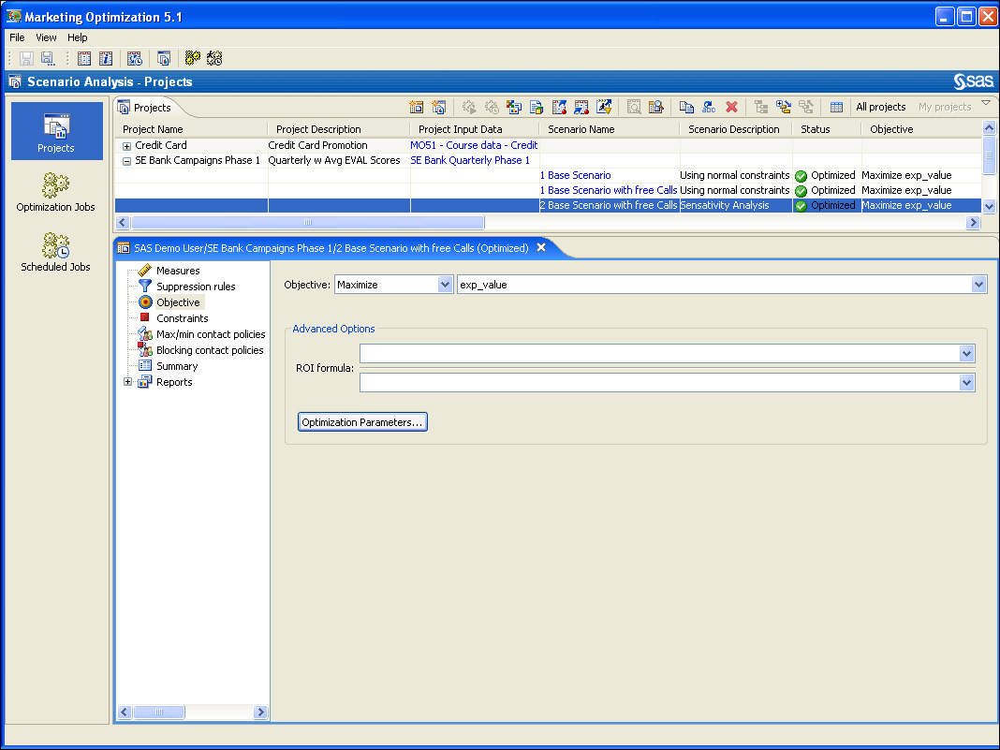 Marketing Optimization 5.1
File View Help
Scenario Analysis - Projects
sas
Projects
Optimization Jobs
Scheduled Jobs
Projects
All projects My projects
Project Name Project Description Project Input Data Scenario Name Scenario Description Status Objective
Credit Card Credit Card Promotion MO51 - Course data - Credit
SE Bank Campaigns Phase 1 Quarterly w Avg EVAL Scores SE Bank Quarterly Phase 1
1 Base Scenario Using normal constraints Optimized Maximize exp_value
1 Base Scenario with free Calls Using normal constraints Optimized Maximize exp_value
2 Base Scenario with free Calls Sensativity Analysis Optimized Maximize exp_value
SAS Demo User/SE Bank Campaigns Phase 1/2 Base Scenario with free Calls (Optimized)
Measures
Suppression rules
Objective
Constraints
Max/min contact policies
Blocking contact policies
Summary
Reports
Objective: Maximize exp_value
Advanced Options
ROI formula:
Optimization Parameters...